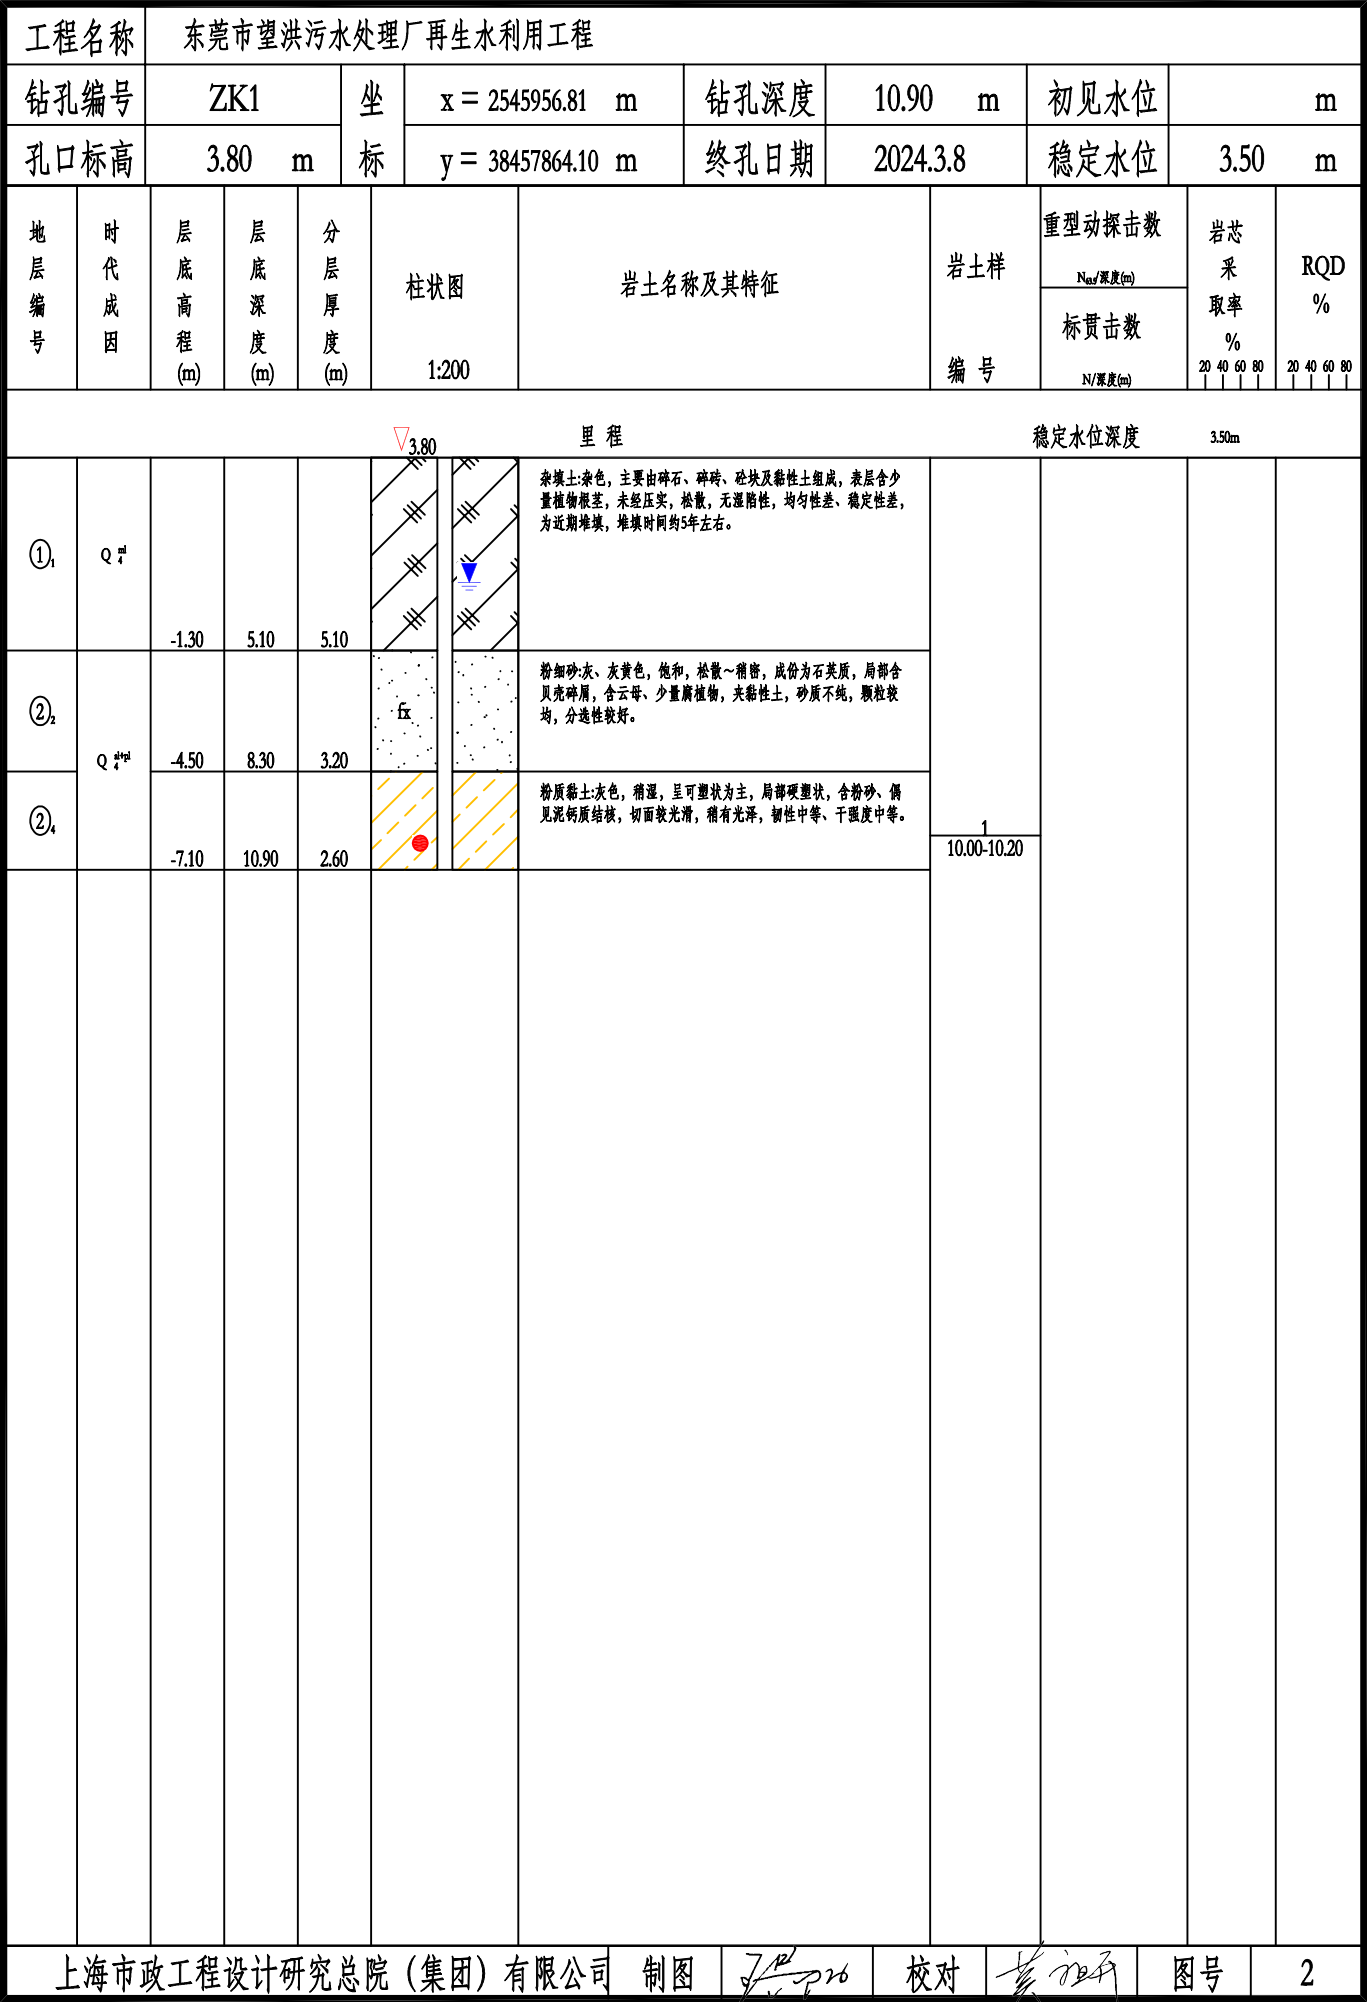 工程名称 东莞市望洪污水处理厂再生水利用工程
钻孔编号 ZK1 坐标 x = 2545956.81 m 钻孔深度 10.90 m 初见水位 m
孔口标高 3.80 m y = 38457864.10 m 终孔日期 2024.3.8 稳定水位 3.50 m
地层编号
时代成因
层底高程(m)
层底深度(m)
分层厚度(m)
柱状图
1:200
岩土名称及其特征
岩土样
编 号
重型动探击数
N63.5/深度(m)
标贯击数
N/深度(m)
岩芯
采
取率
%
20 40 60 80
RQD
%
20 40 60 80
3.80 里 程 稳定水位深度 3.50m
杂填土:杂色，主要由碎石、碎砖、砼块及黏性土组成，表层含少
量植物根茎，未经压实，松散，无湿陷性，均匀性差、稳定性差，
为近期堆填，堆填时间约5年左右。
①1 Q 4 ml
-1.30 5.10 5.10
粉细砂:灰、灰黄色，饱和，松散～稍密，成份为石英质，局部含
贝壳碎屑，含云母、少量腐植物，夹黏性土，砂质不纯，颗粒较
均，分选性较好。
②2 fx
Q 4 al+pl
-4.50 8.30 3.20
粉质黏土:灰色，稍湿，呈可塑状为主，局部硬塑状，含粉砂、偶
见泥钙质结核，切面较光滑，稍有光泽，韧性中等、干强度中等。
②4
1
10.00-10.20
-7.10 10.90 2.60
上海市政工程设计研究总院（集团）有限公司 制图 校对 图号 2